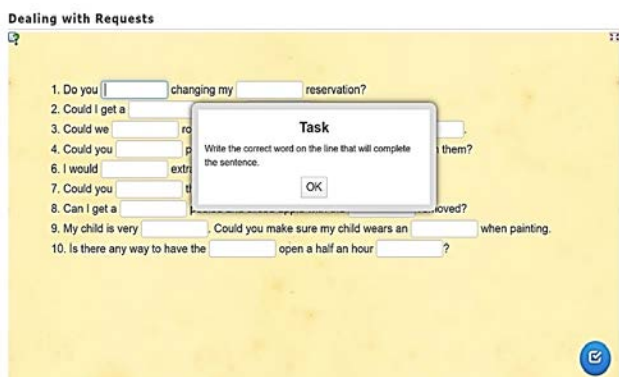 Dealing with Requests
1. Do you changing my reservation?
2. Could I get a
3. Could we .
4. Could you them?
6. I would
7. Could you
8. Can I get a
9. My child is very . Could you make sure my child wears an when painting.
10. Is there any way to have the open a half an hour ?
Task
Write the correct word on the line that will complete
the sentence.
OK